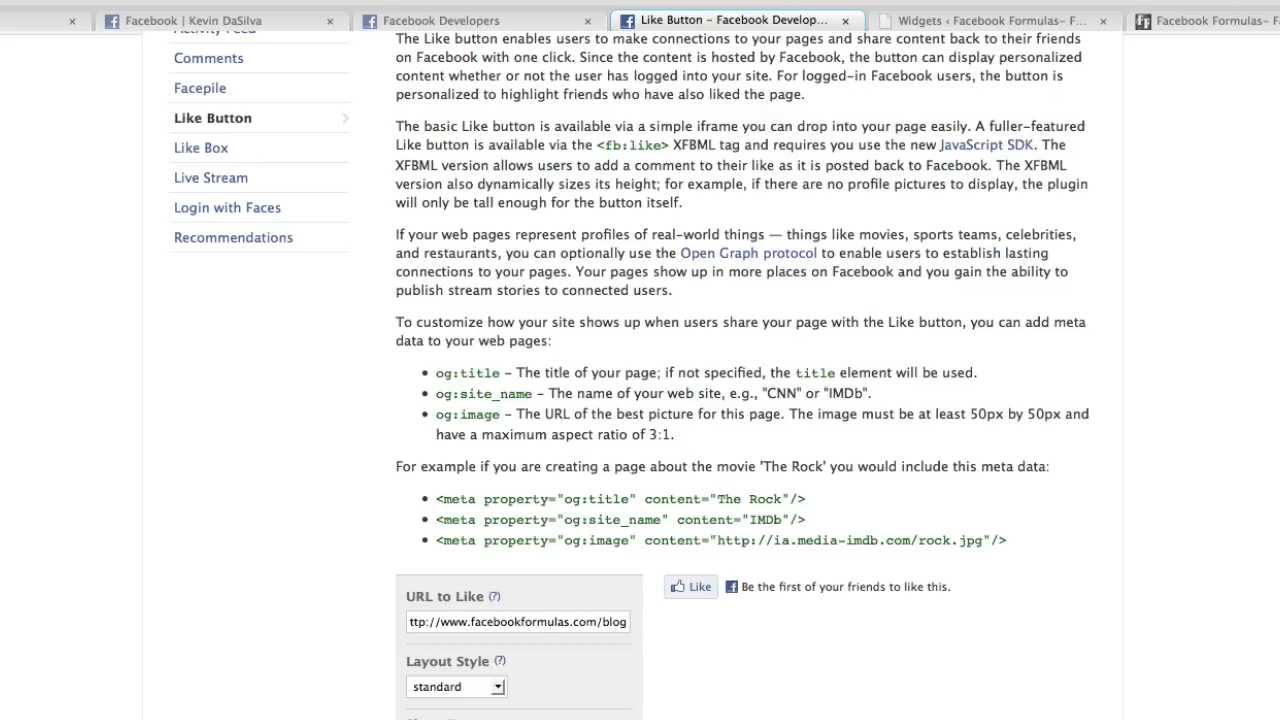 Facebook | Kevin DaSilva
Facebook Developers
Like Button – Facebook Develop...
Widgets ‹ Facebook Formulas– F...
Facebook Formulas– F
Activity Feed
Comments
Facepile
Like Button
Like Box
Live Stream
Login with Faces
Recommendations
The Like button enables users to make connections to your pages and share content back to their friends
on Facebook with one click. Since the content is hosted by Facebook, the button can display personalized
content whether or not the user has logged into your site. For logged-in Facebook users, the button is
personalized to highlight friends who have also liked the page.
The basic Like button is available via a simple iframe you can drop into your page easily. A fuller-featured
Like button is available via the <fb:like> XFBML tag and requires you use the new JavaScript SDK. The
XFBML version allows users to add a comment to their like as it is posted back to Facebook. The XFBML
version also dynamically sizes its height; for example, if there are no profile pictures to display, the plugin
will only be tall enough for the button itself.
If your web pages represent profiles of real-world things — things like movies, sports teams, celebrities,
and restaurants, you can optionally use the Open Graph protocol to enable users to establish lasting
connections to your pages. Your pages show up in more places on Facebook and you gain the ability to
publish stream stories to connected users.
To customize how your site shows up when users share your page with the Like button, you can add meta
data to your web pages:
• og:title – The title of your page; if not specified, the title element will be used.
• og:site_name – The name of your web site, e.g., "CNN" or "IMDb".
• og:image – The URL of the best picture for this page. The image must be at least 50px by 50px and
have a maximum aspect ratio of 3:1.
For example if you are creating a page about the movie 'The Rock' you would include this meta data:
• <meta property="og:title" content="The Rock"/>
• <meta property="og:site_name" content="IMDb"/>
• <meta property="og:image" content="http://ia.media-imdb.com/rock.jpg"/>
URL to Like (?)
ttp://www.facebookformulas.com/blog
Layout Style (?)
standard
Like
Be the first of your friends to like this.